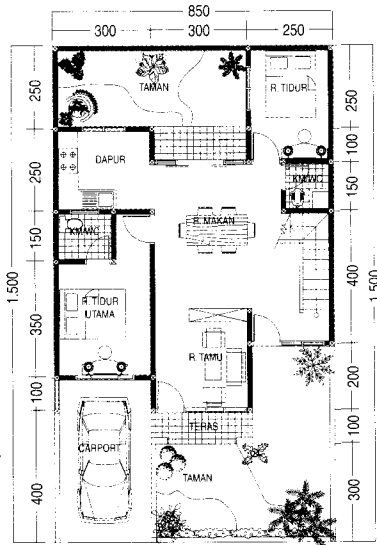 850
300 300 250
TAMAN
R. TIDUR
DAPUR
KM/WC
R. MAKAN
KM/WC
R. TIDUR
UTAMA
R. TAMU
TERAS
CARPORT
TAMAN
1.500
250
250
150
350
100
400
250
100
150
400
200
100
300
1.500